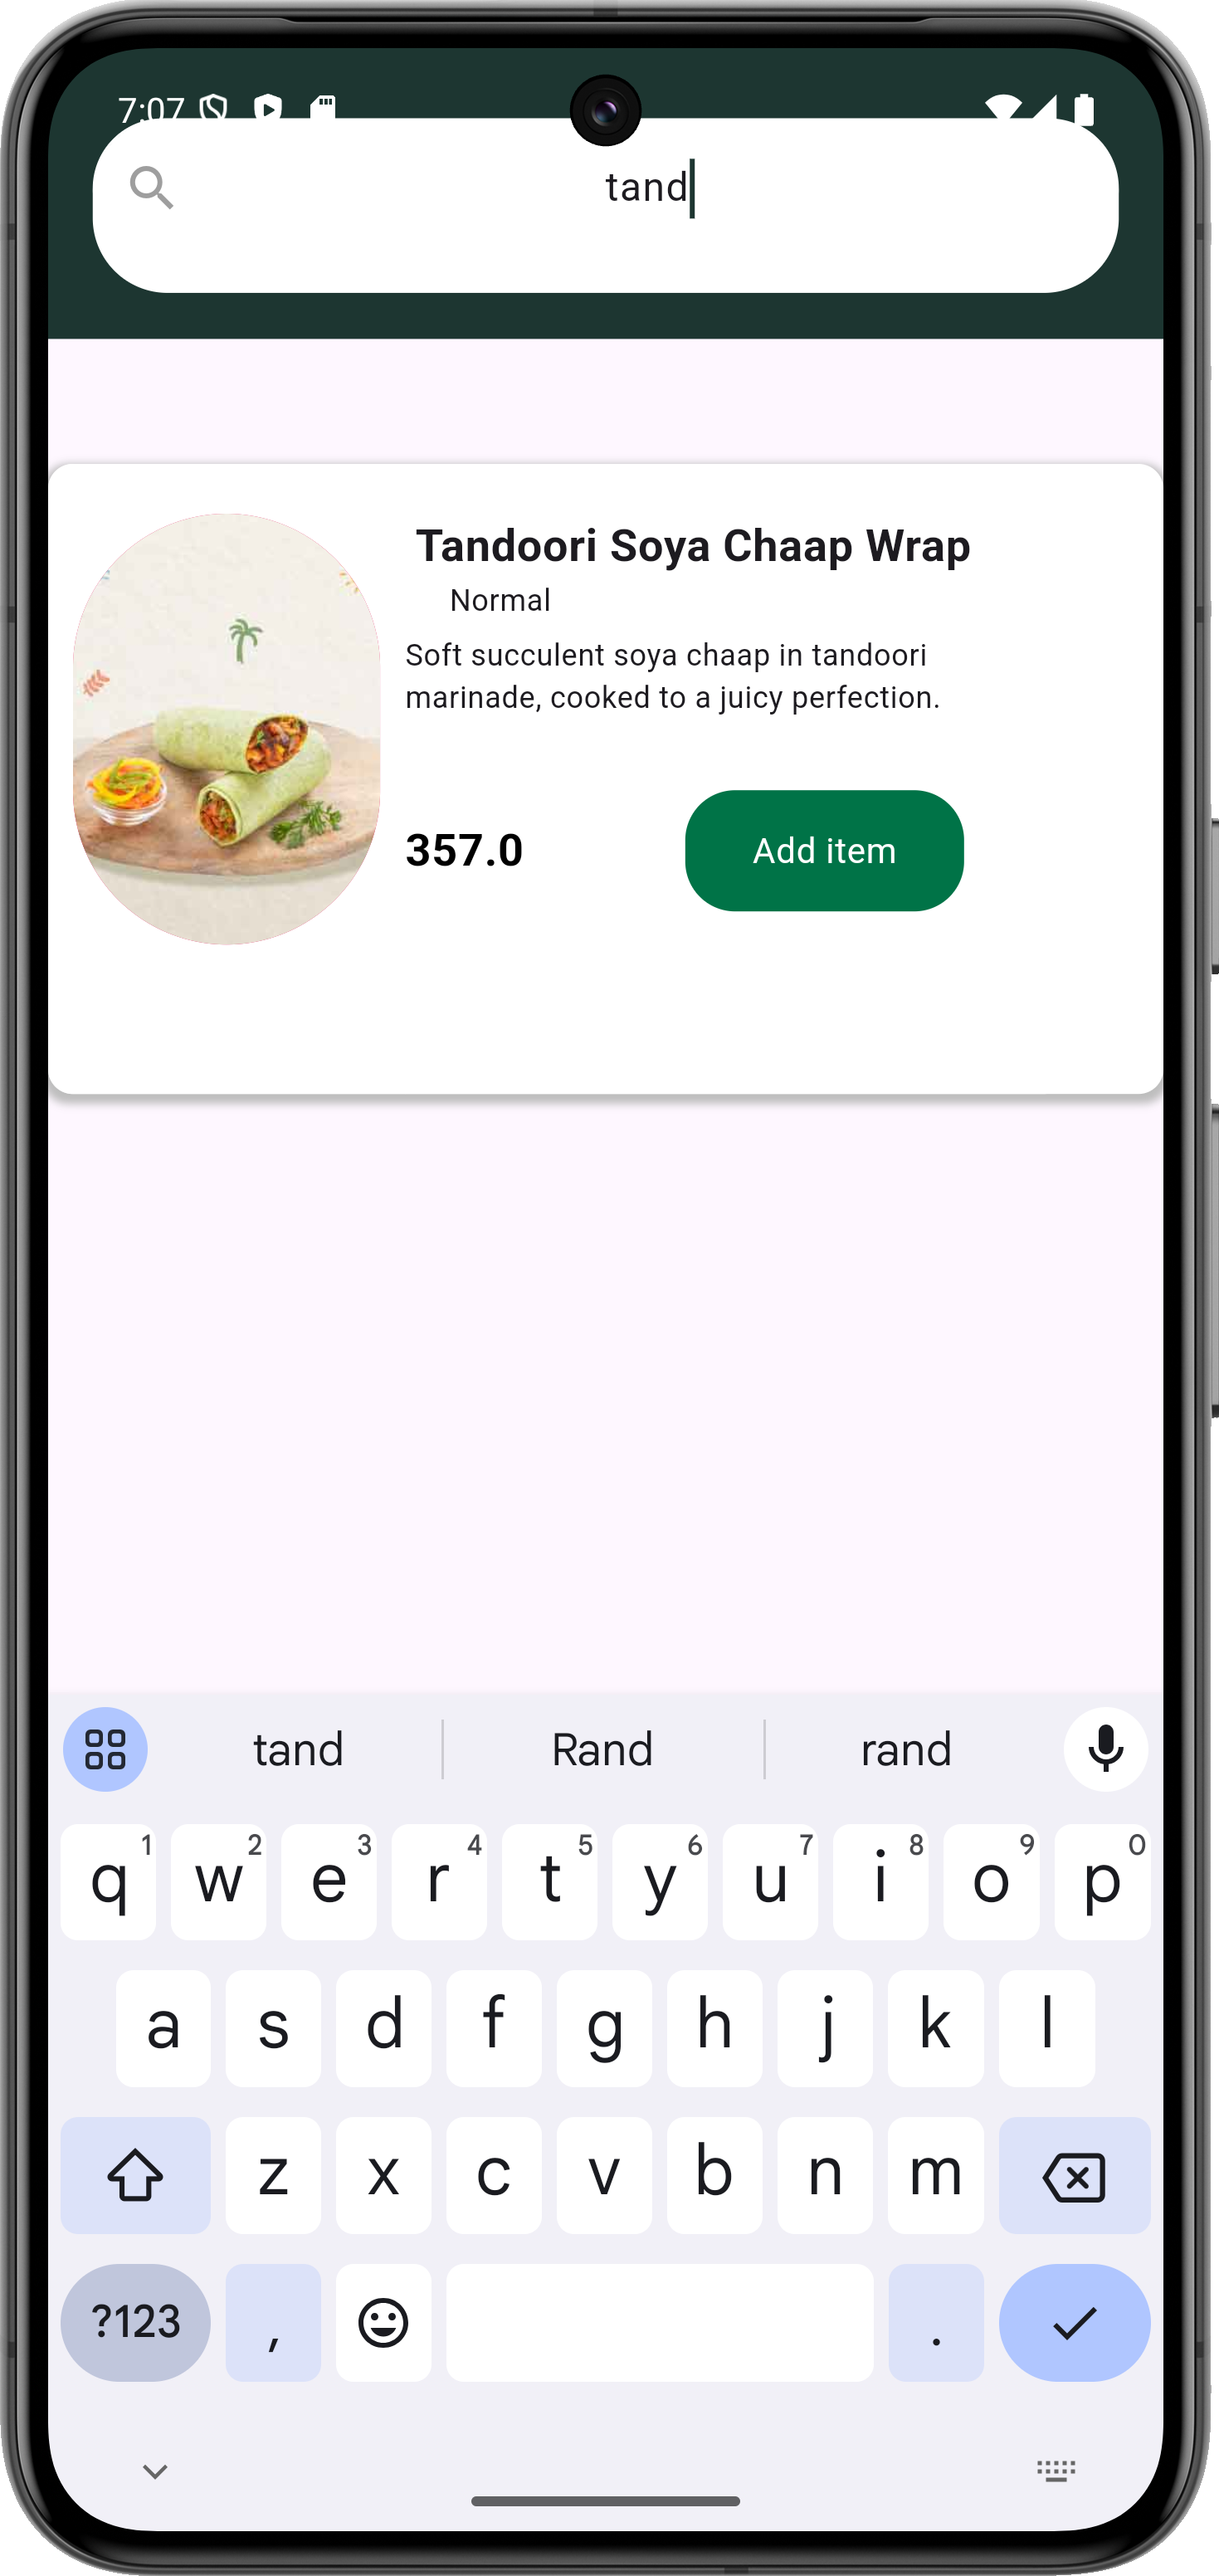 7:07
tand
Tandoori Soya Chaap Wrap
Normal
Soft succulent soya chaap in tandoori
marinade, cooked to a juicy perfection.
357.0 Add item
tand Rand rand
q 1 w 2 e 3 r 4 t 5 y 6 u 7 i 8 o 9 p 0
a s d f g h j k l
z x c v b n m
?123 , .